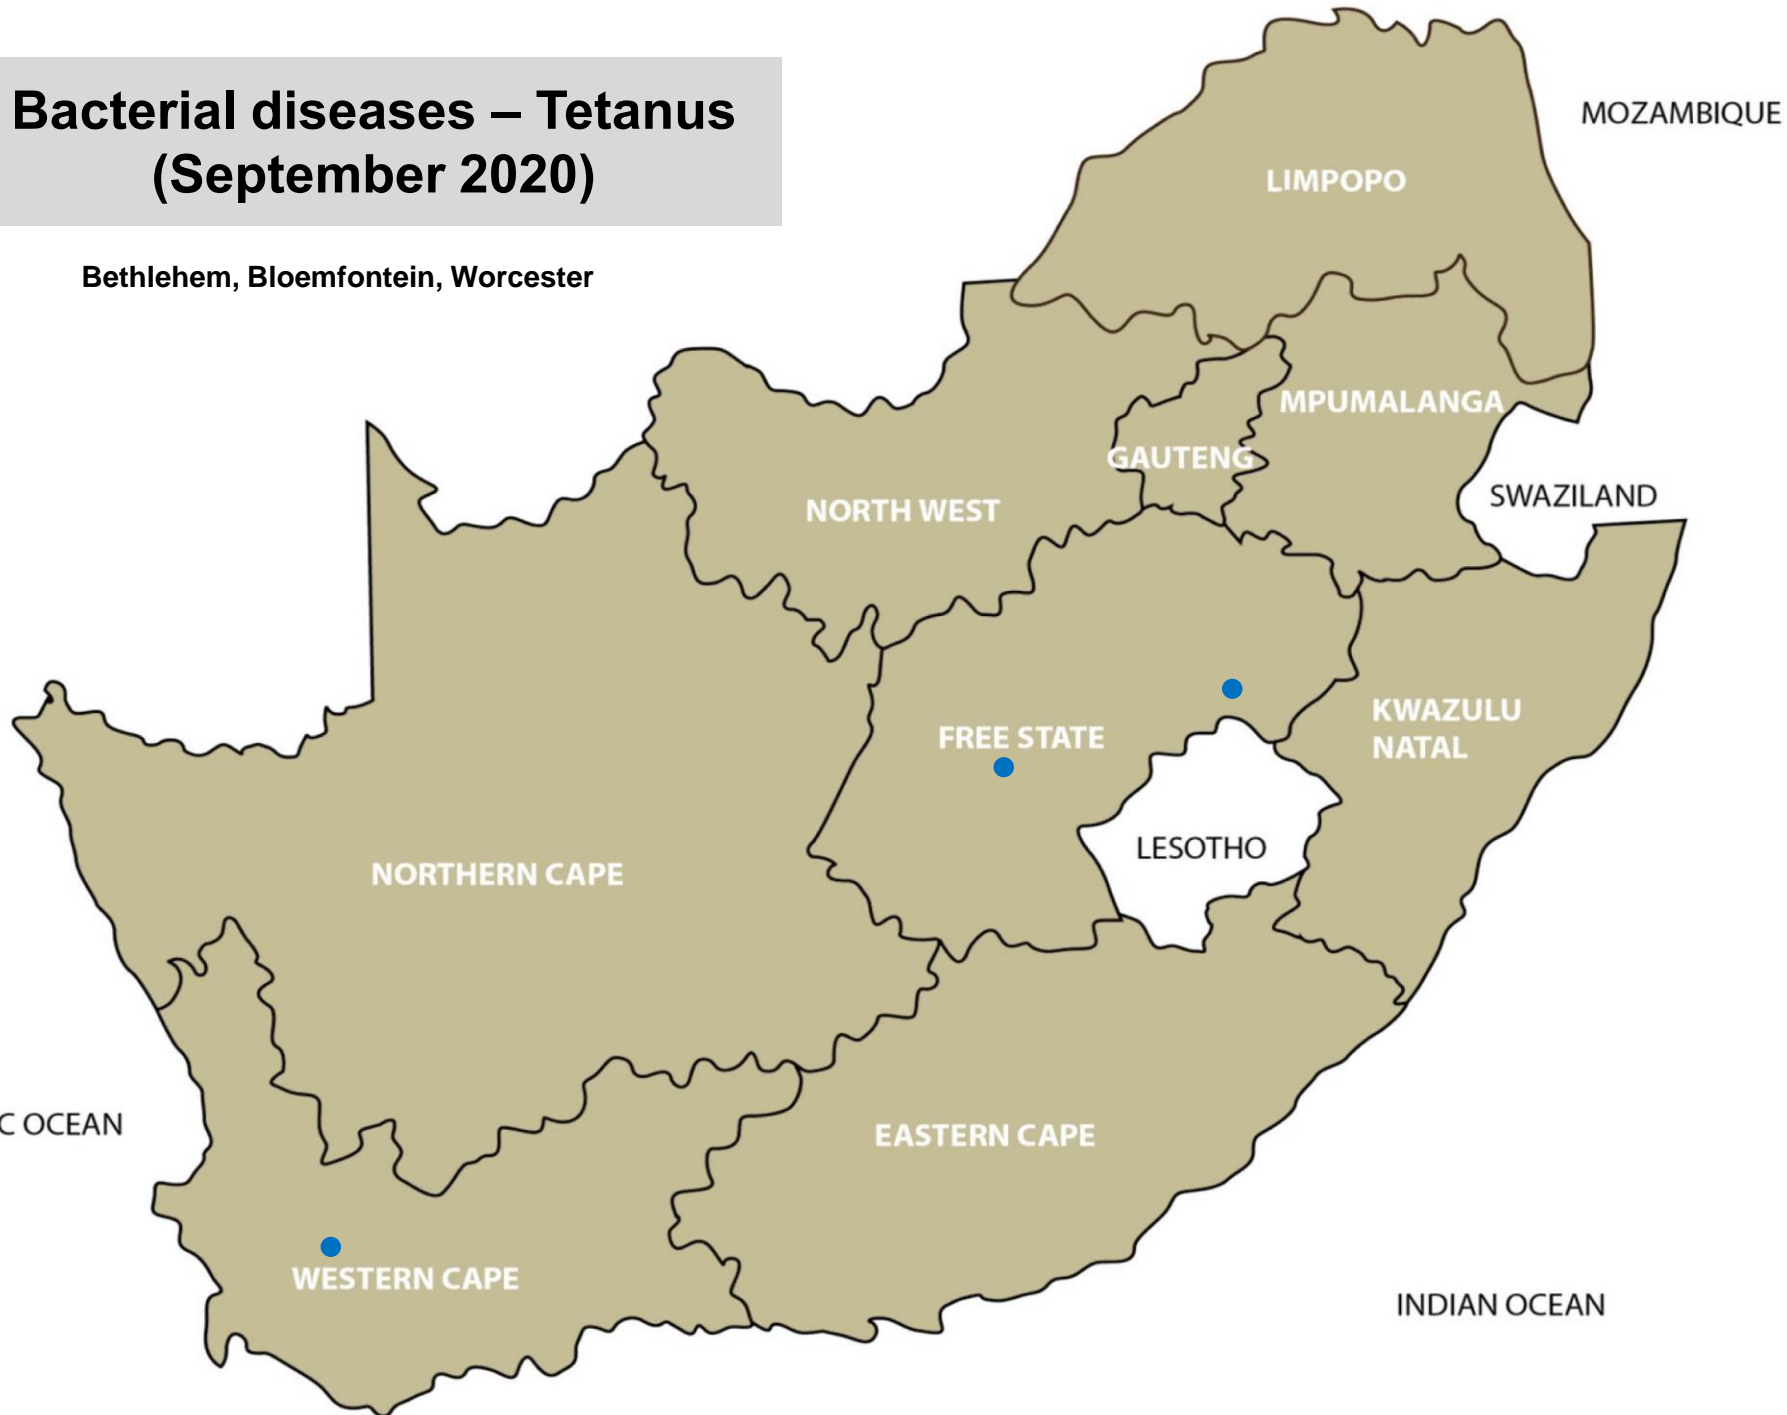 Bacterial diseases – Tetanus
(September 2020)
MOZAMBIQUE
LIMPOPO
Bethlehem, Bloemfontein, Worcester
MPUMALANGA
GAUTENG
SWAZILAND
NORTH WEST
KWAZULU
NATAL
FREE STATE
LESOTHO
NORTHERN CAPE
C OCEAN
EASTERN CAPE
WESTERN CAPE
INDIAN OCEAN